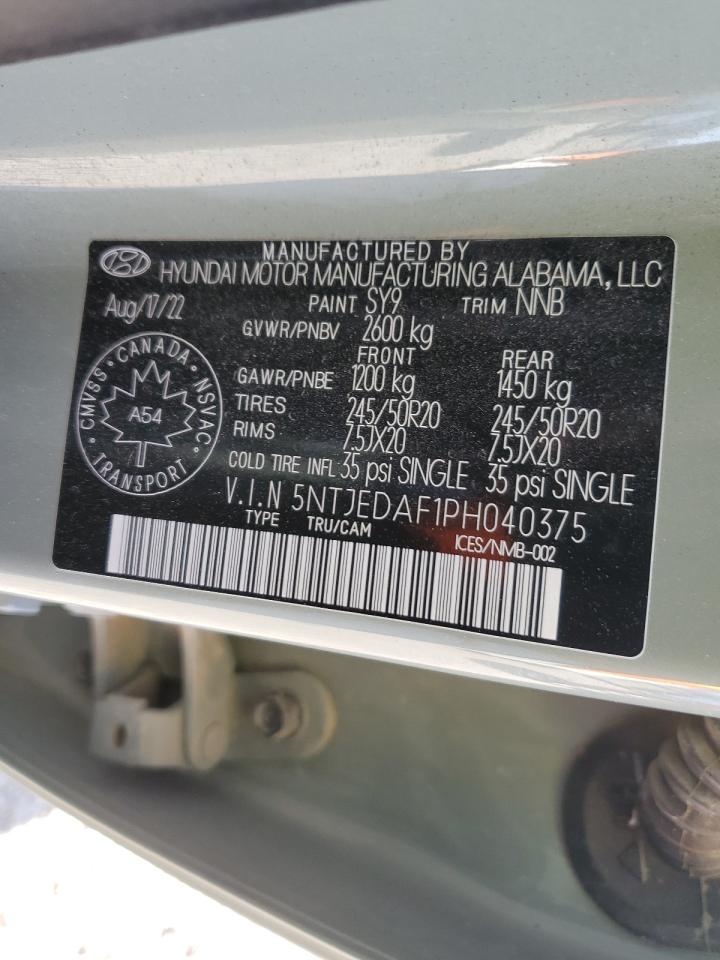 MANUFACTURED BY
HYUNDAI MOTOR MANUFACTURING ALABAMA, LLC
Aug/17/22 PAINT SY9 TRIM NNB
GVWR/PNBV 2600 kg
FRONT REAR
GAWR/PNBE 1200 kg 1450 kg
TIRES 245/50R20 245/50R20
RIMS 7.5JX20 7.5JX20
COLD TIRE INFL 35 psi SINGLE 35 psi SINGLE
V.I.N 5NTJEDAF1PH040375
TYPE TRU/CAM ICES/NMB-002
CMVSS • CANADA • NSVAC • TRANSPORT
A54